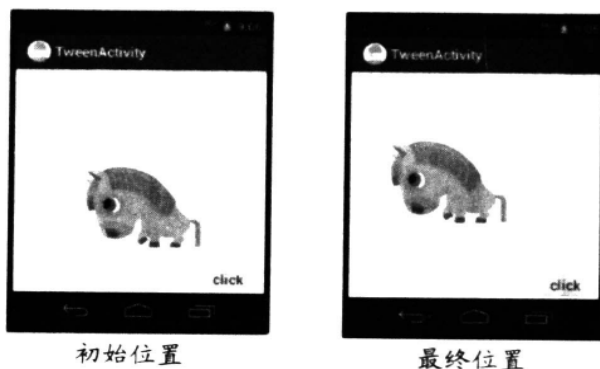 TweenActivity
click
初始位置
TweenActivity
click
最终位置